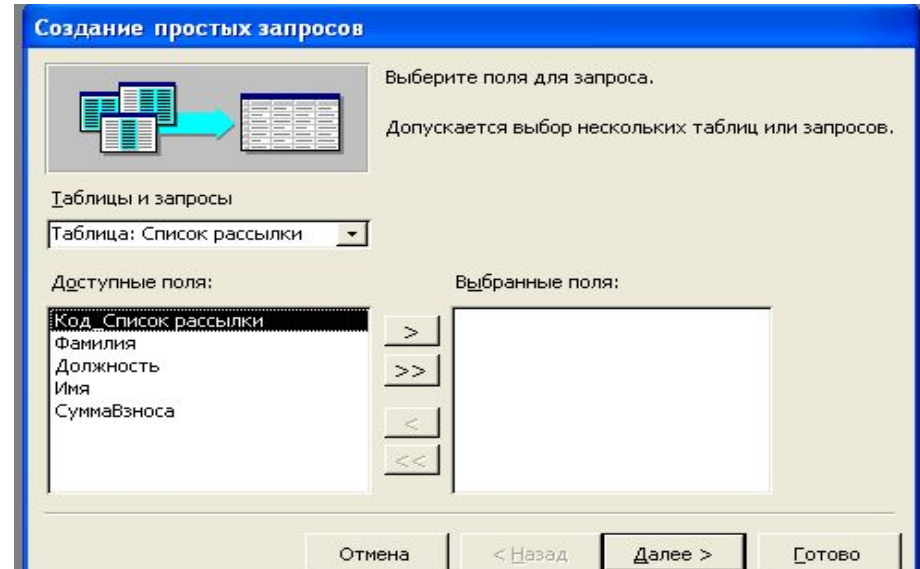 Создание простых запросов
Выберите поля для запроса.
Допускается выбор нескольких таблиц или запросов.
Таблицы и запросы
Таблица: Список рассылки
Доступные поля:
Выбранные поля:
Код_Список рассылки
Фамилия
Должность
Имя
СуммаВзноса
>
>>
<
<<
Отмена
< Назад
Далее >
Готово